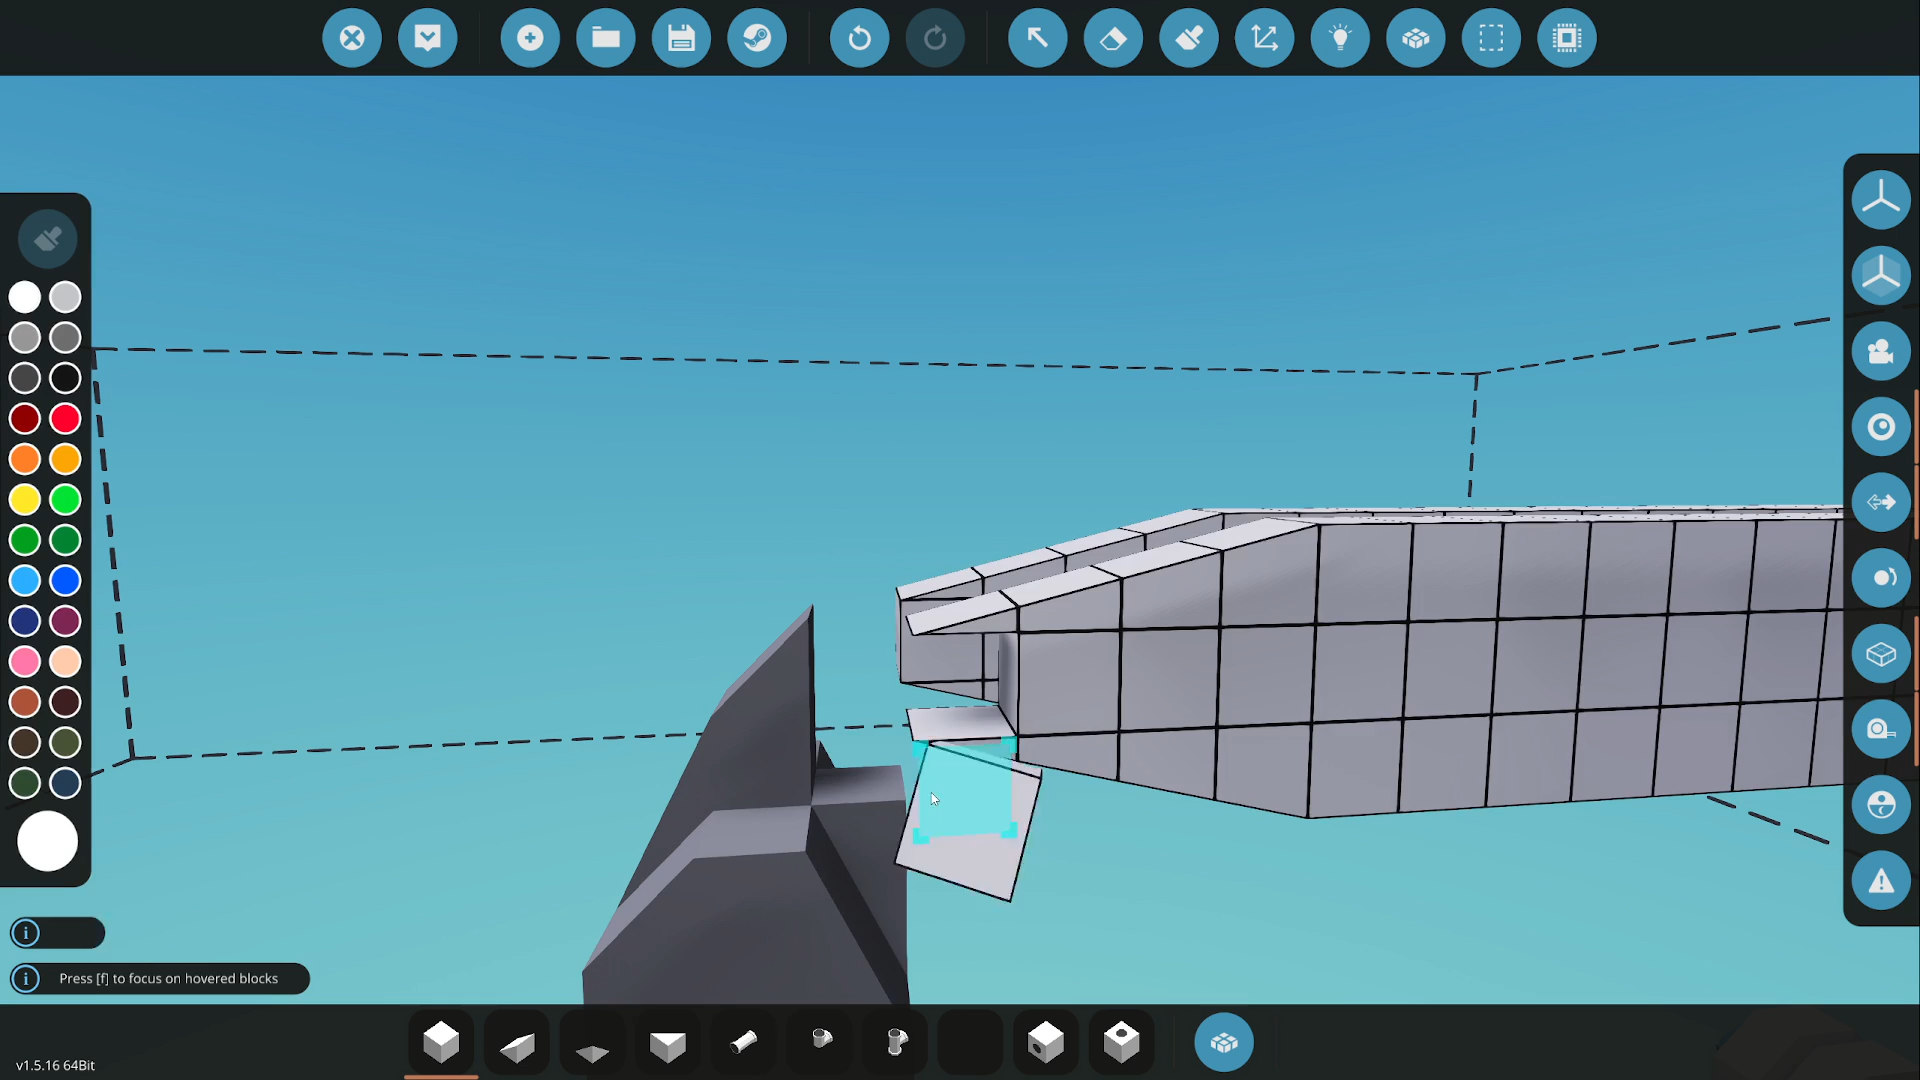 Press [f] to focus on hovered blocks
v1.5.16 64Bit